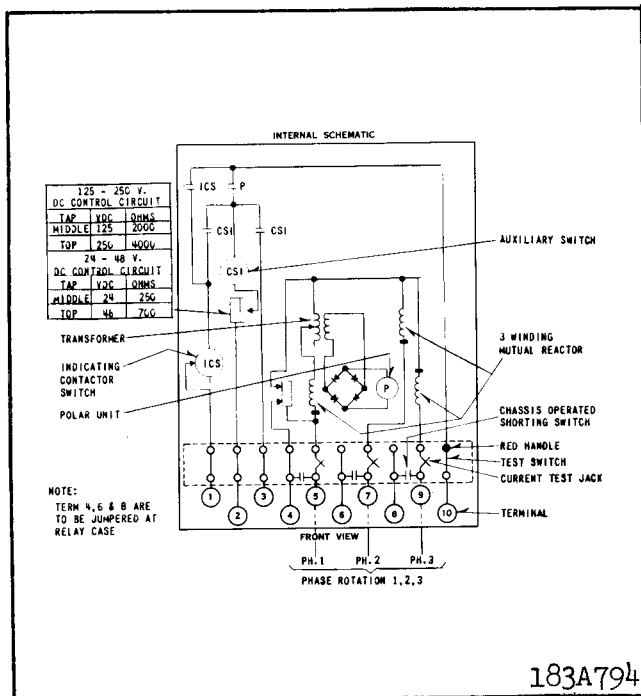 INTERNAL SCHEMATIC
125 - 250 V.
DC CONTROL CIRCUIT
TAP VDC OHMS
MIDDLE 125 2000
TOP 250 4000
24 - 48 V.
DC CONTROL CIRCUIT
TAP VDC OHMS
MIDDLE 24 250
TOP 48 700
ICS
P
CSI
CSI
CSI
AUXILIARY SWITCH
TRANSFORMER
3 WINDING
MUTUAL REACTOR
INDICATING
CONTACTOR
SWITCH
ICS
P
POLAR UNIT
CHASSIS OPERATED
SHORTING SWITCH
RED HANDLE
TEST SWITCH
CURRENT TEST JACK
NOTE:
TERM 4,6 & 8 ARE
TO BE JUMPERED AT
RELAY CASE
1
2
3
4
5
6
7
8
9
10
TERMINAL
FRONT VIEW
PH.1 PH.2 PH.3
PHASE ROTATION 1,2,3
183A794